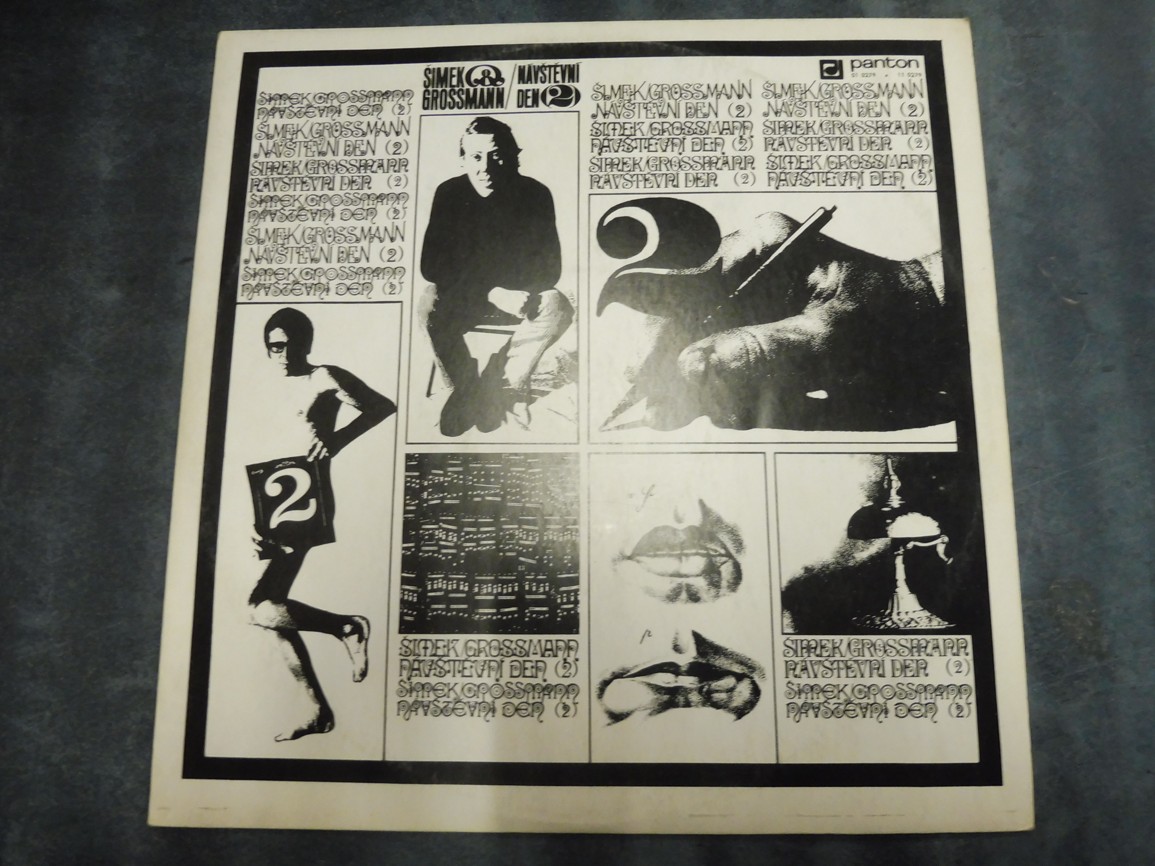 ŠIMEK & GROSSMANN / NÁVŠTĚVNÍ DEN (2)
panton
01 0279 • 11 0279
ŠIMEK/GROSSMANN
NÁVŠTĚVNÍ DEN (2)
ŠIMEK/GROSSMANN
NÁVŠTĚVNÍ DEN (2)
ŠIMEK/GROSSMANN
NÁVŠTĚVNÍ DEN (2)
ŠIMEK/GROSSMANN
NÁVŠTĚVNÍ DEN (2)
ŠIMEK/GROSSMANN
NÁVŠTĚVNÍ DEN (2)
ŠIMEK/GROSSMANN
NÁVŠTĚVNÍ DEN (2)
ŠIMEK/GROSSMANN ŠIMEK/GROSSMANN
NÁVŠTĚVNÍ DEN (2) NÁVŠTĚVNÍ DEN (2)
ŠIMEK/GROSSMANN ŠIMEK/GROSSMANN
NÁVŠTĚVNÍ DEN (2) NÁVŠTĚVNÍ DEN (2)
ŠIMEK/GROSSMANN ŠIMEK/GROSSMANN
NÁVŠTĚVNÍ DEN (2) NÁVŠTĚVNÍ DEN (2)
2
2
ŠIMEK/GROSSMANN
NÁVŠTĚVNÍ DEN (2)
ŠIMEK/GROSSMANN
NÁVŠTĚVNÍ DEN (2)
ŠIMEK/GROSSMANN
NÁVŠTĚVNÍ DEN (2)
ŠIMEK/GROSSMANN
NÁVŠTĚVNÍ DEN (2)